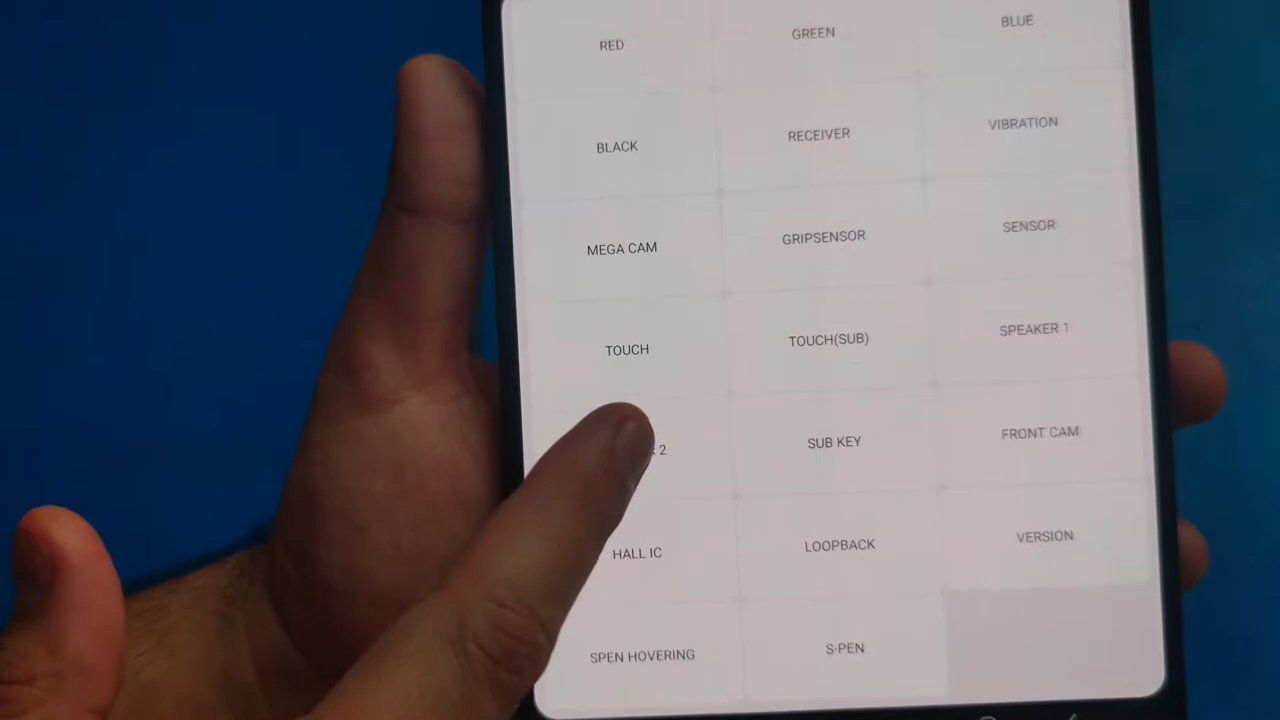 RED GREEN BLUE
BLACK RECEIVER VIBRATION
MEGA CAM GRIPSENSOR SENSOR
TOUCH TOUCH(SUB) SPEAKER 1
2 SUB KEY FRONT CAM
HALL IC LOOPBACK VERSION
SPEN HOVERING S-PEN